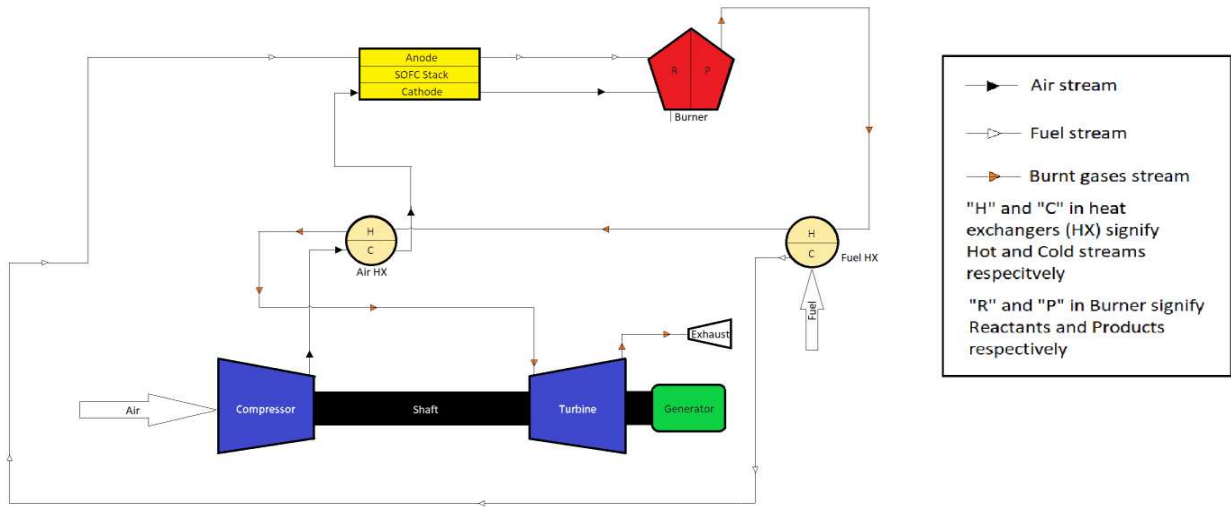 Anode
SOFC Stack
Cathode
R
P
Burner
H
C
Air HX
H
C
Fuel HX
Fuel
Exhaust
Air
Compressor
Shaft
Turbine
Generator
Air stream
Fuel stream
Burnt gases stream
"H" and "C" in heat
exchangers (HX) signify
Hot and Cold streams
respecitvely
"R" and "P" in Burner signify
Reactants and Products
respectively